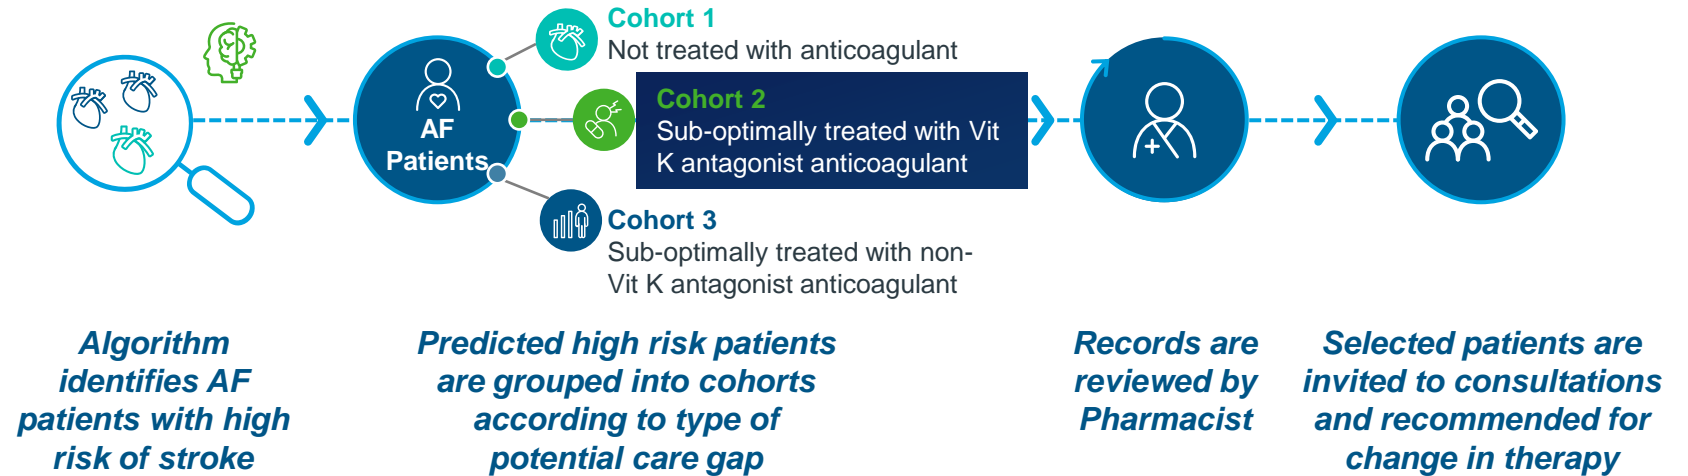 Cohort 1
Not treated with anticoagulant
AF
Patients
Cohort 2
Sub-optimally treated with Vit
K antagonist anticoagulant
Cohort 3
Sub-optimally treated with non-
Vit K antagonist anticoagulant
Algorithm
identifies AF
patients with high
risk of stroke
Predicted high risk patients
are grouped into cohorts
according to type of
potential care gap
Records are
reviewed by
Pharmacist
Selected patients are
invited to consultations
and recommended for
change in therapy